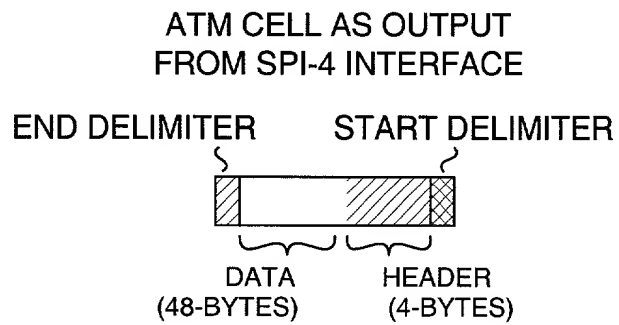 ATM CELL AS OUTPUT
FROM SPI-4 INTERFACE
END DELIMITER START DELIMITER
DATA HEADER
(48-BYTES) (4-BYTES)